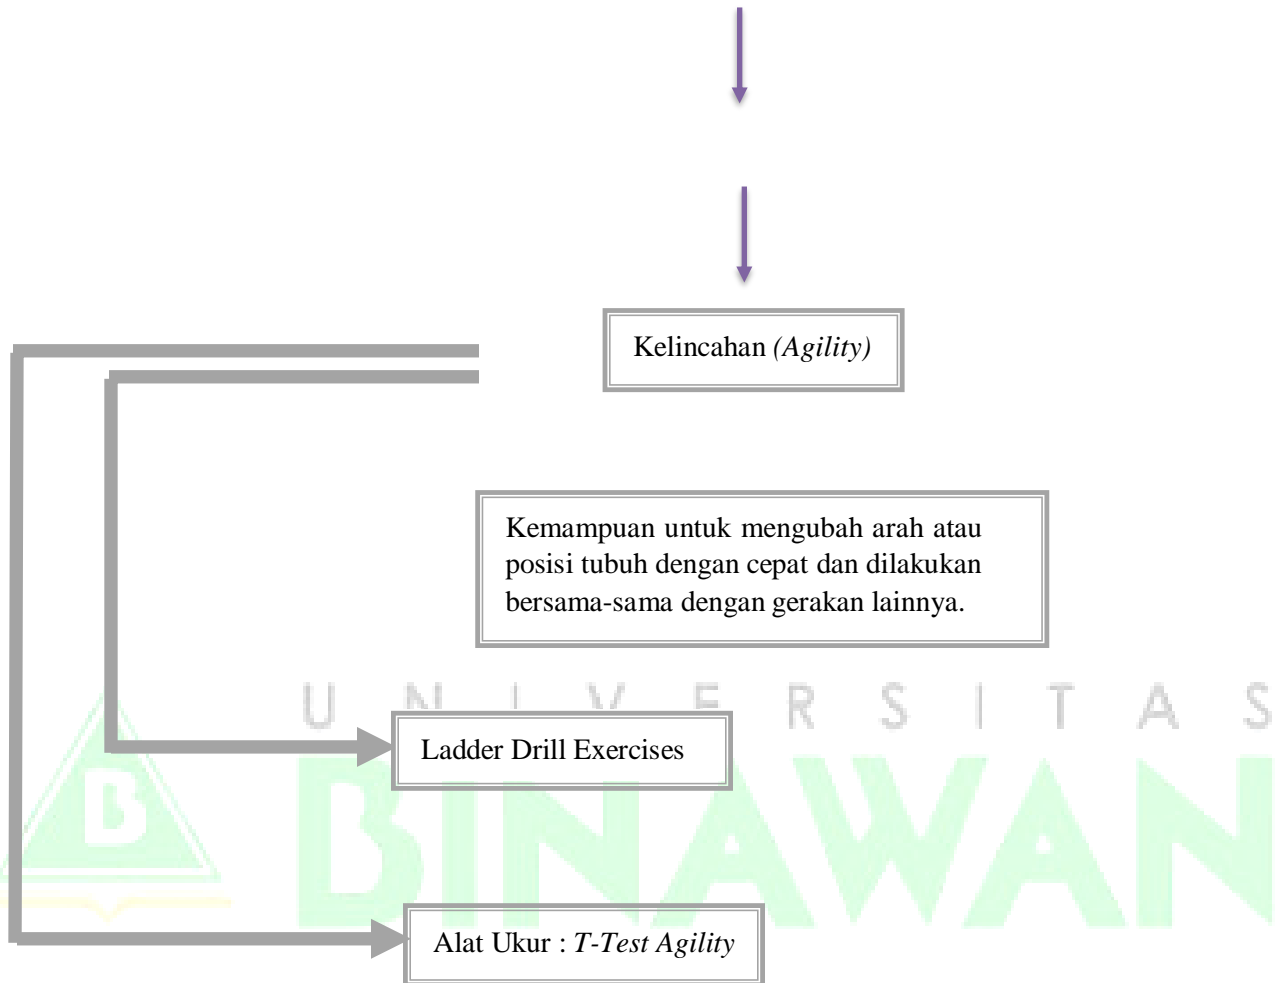 Kelincahan (Agility)
Kemampuan untuk mengubah arah atau
posisi tubuh dengan cepat dan dilakukan
bersama-sama dengan gerakan lainnya.
UNIVERSITAS
Ladder Drill Exercises
B
BINAWAN
Alat Ukur : T-Test Agility